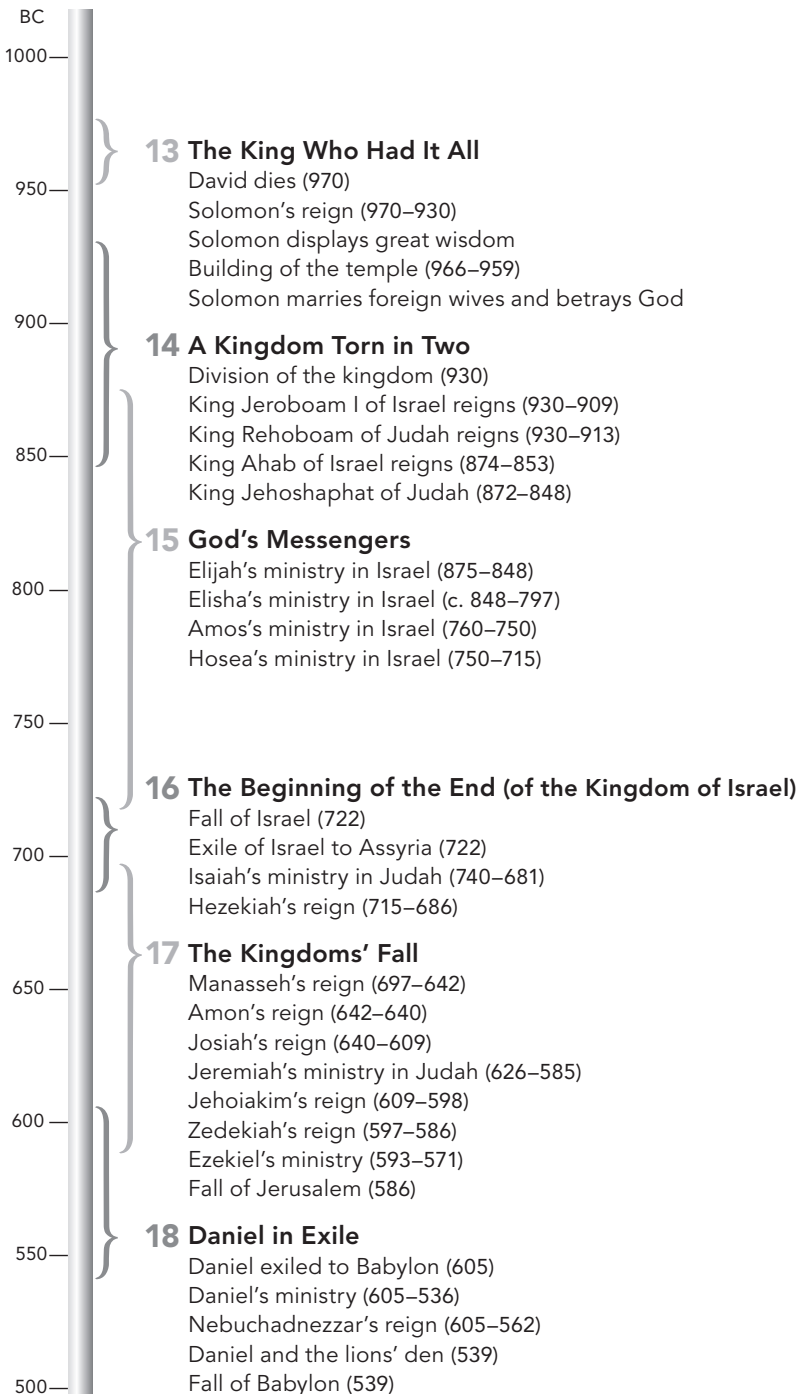 BC
1000
13 The King Who Had It All
David dies (970)
950
Solomon's reign (970–930)
Solomon displays great wisdom
Building of the temple (966–959)
Solomon marries foreign wives and betrays God
900
14 A Kingdom Torn in Two
Division of the kingdom (930)
King Jeroboam I of Israel reigns (930–909)
King Rehoboam of Judah reigns (930–913)
850
King Ahab of Israel reigns (874–853)
King Jehoshaphat of Judah (872–848)
15 God's Messengers
Elijah's ministry in Israel (875–848)
800
Elisha's ministry in Israel (c. 848–797)
Amos's ministry in Israel (760–750)
Hosea's ministry in Israel (750–715)
750
16 The Beginning of the End (of the Kingdom of Israel)
Fall of Israel (722)
700
Exile of Israel to Assyria (722)
Isaiah's ministry in Judah (740–681)
Hezekiah's reign (715–686)
17 The Kingdoms' Fall
Manasseh's reign (697–642)
650
Amon's reign (642–640)
Josiah's reign (640–609)
Jeremiah's ministry in Judah (626–585)
Jehoiakim's reign (609–598)
600
Zedekiah's reign (597–586)
Ezekiel's ministry (593–571)
Fall of Jerusalem (586)
18 Daniel in Exile
550
Daniel exiled to Babylon (605)
Daniel's ministry (605–536)
Nebuchadnezzar's reign (605–562)
Daniel and the lions' den (539)
500
Fall of Babylon (539)